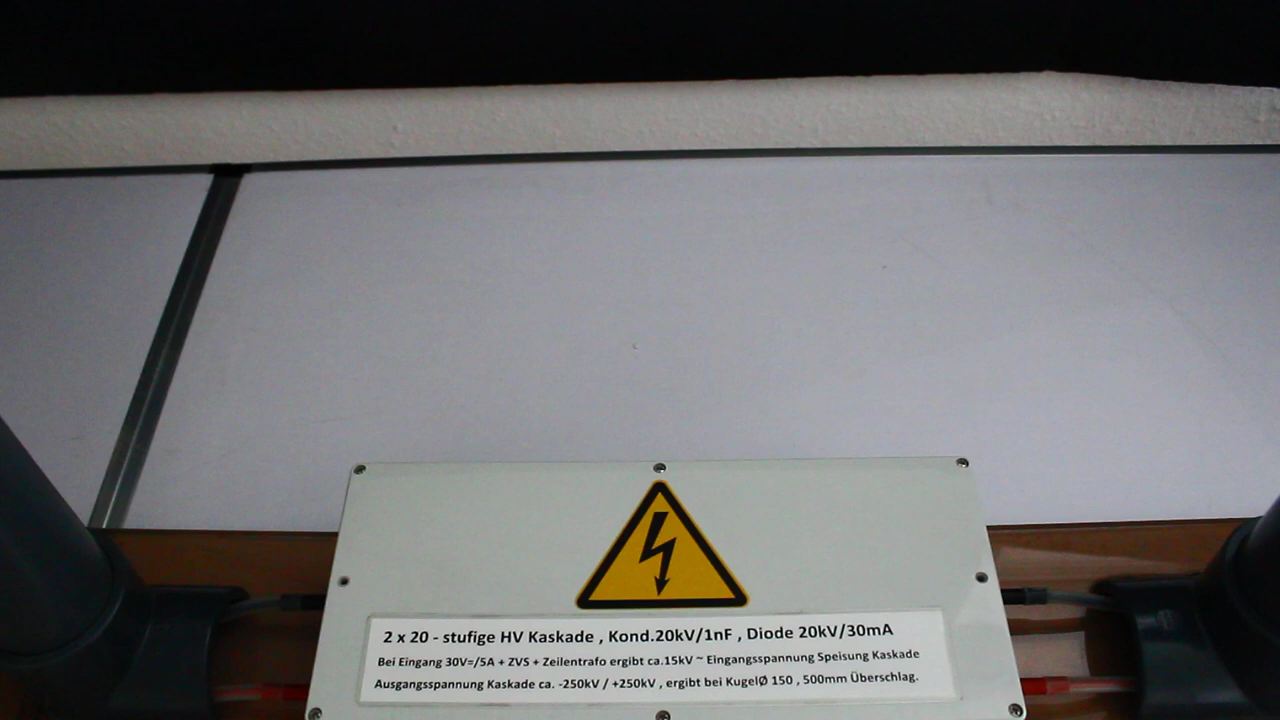 2 x 20 - stufige HV Kaskade , Kond.20kV/1nF , Diode 20kV/30mA
Bei Eingang 30V=/5A + ZVS + Zeilentrafo ergibt ca.15kV ~ Eingangsspannung Speisung Kaskade
Ausgangsspannung Kaskade ca. -250kV / +250kV , ergibt bei KugelØ 150 , 500mm Überschlag.